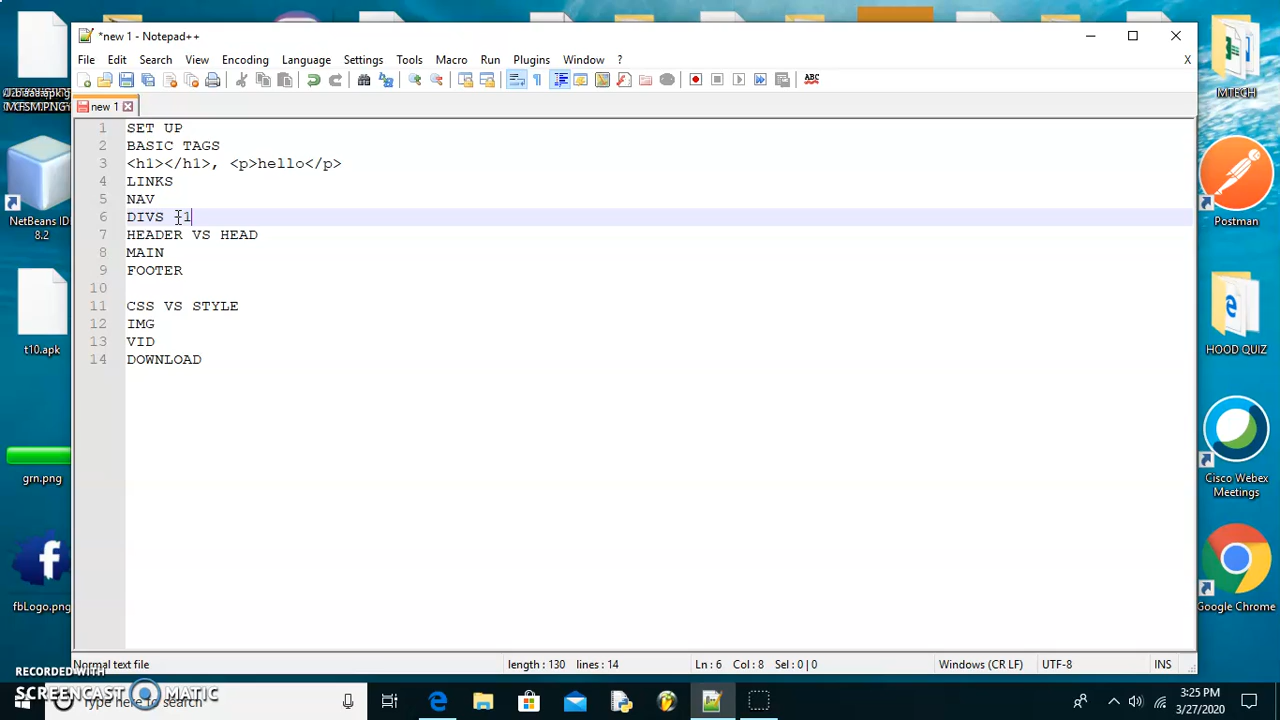 *new 1 - Notepad++
File Edit Search View Encoding Language Settings Tools Macro Run Plugins Window ? X
ABC
new 1
1 SET UP
2 BASIC TAGS
3 <h1></h1>, <p>hello</p>
4 LINKS
5 NAV
6 DIVS -1
7 HEADER VS HEAD
8 MAIN
9 FOOTER
10
11 CSS VS STYLE
12 IMG
13 VID
14 DOWNLOAD
Normal text file length : 130 lines : 14 Ln : 6 Col : 8 Sel : 0 | 0 Windows (CR LF) UTF-8 INS
NetBeans IDE
8.2
t10.apk
grn.png
fbLogo.png
MTECH
Postman
HOOD QUIZ
Cisco Webex
Meetings
Google Chrome
RECORDED WITH
SCREENCAST MATIC
Type here to search
3:25 PM
3/27/2020